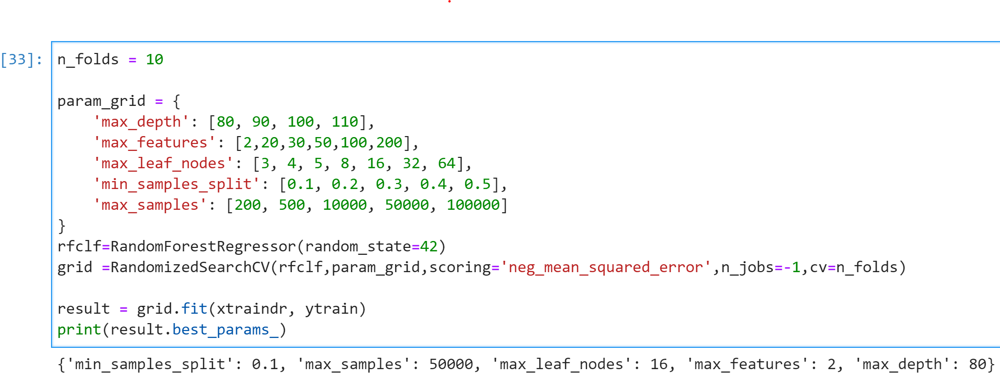 [33]: n_folds = 10
param_grid = {
    'max_depth': [80, 90, 100, 110],
    'max_features': [2,20,30,50,100,200],
    'max_leaf_nodes': [3, 4, 5, 8, 16, 32, 64],
    'min_samples_split': [0.1, 0.2, 0.3, 0.4, 0.5],
    'max_samples': [200, 500, 10000, 50000, 100000]
}
rfclf=RandomForestRegressor(random_state=42)
grid =RandomizedSearchCV(rfclf,param_grid,scoring='neg_mean_squared_error',n_jobs=-1,cv=n_folds)
result = grid.fit(xtraindr, ytrain)
print(result.best_params_)
{'min_samples_split': 0.1, 'max_samples': 50000, 'max_leaf_nodes': 16, 'max_features': 2, 'max_depth': 80}